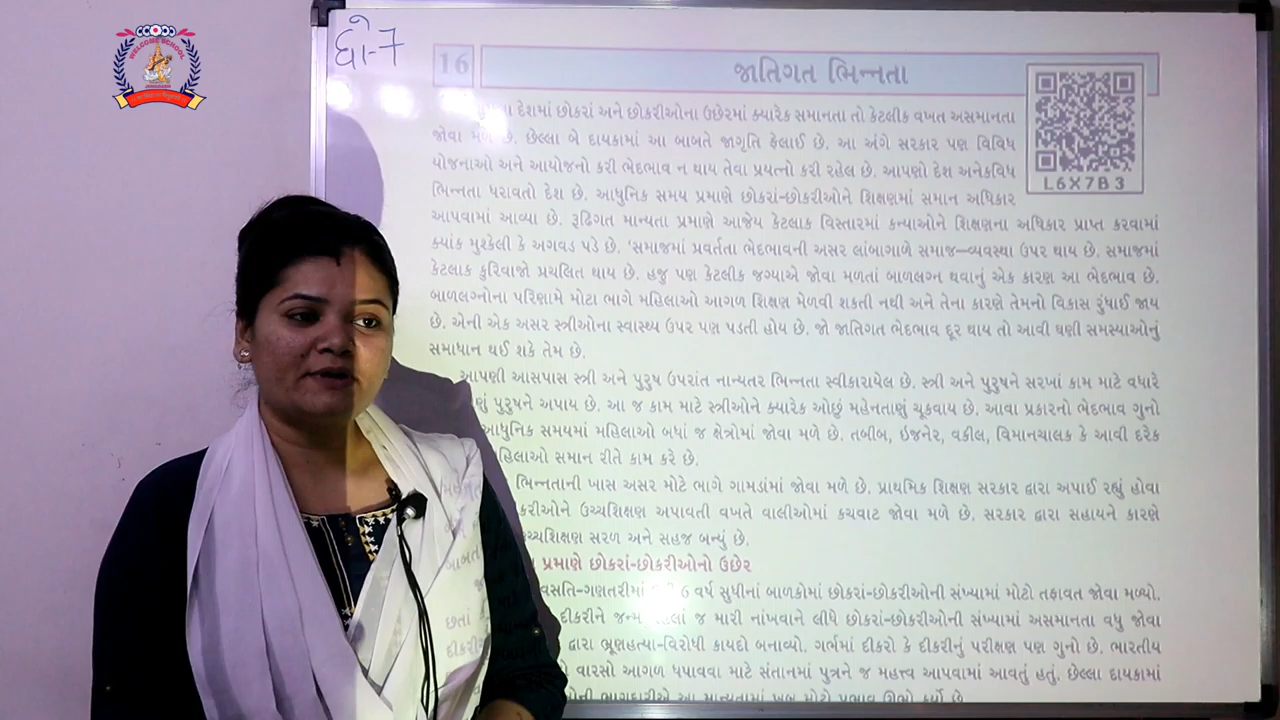 WELCOME SCHOOL
ધો-7
16
જાતિગત ભિન્નતા
દેશમાં છોકરાં અને છોકરીઓના ઉછેરમાં ક્યારેક સમાનતા તો કેટલીક વખત અસમાનતા
જોવા મળે છે. છેલ્લા બે દાયકામાં આ બાબતે જાગૃતિ ફેલાઈ છે. આ અંગે સરકાર પણ વિવિધ
યોજનાઓ અને આયોજનો કરી ભેદભાવ ન થાય તેવા પ્રયત્નો કરી રહેલ છે. આપણો દેશ અનેકવિધ
ભિન્નતા ધરાવતો દેશ છે. આધુનિક સમય પ્રમાણે છોકરાં-છોકરીઓને શિક્ષણમાં સમાન અધિકાર
L6X7B3
આપવામાં આવ્યા છે. રૂઢિગત માન્યતા પ્રમાણે આજેય કેટલાક વિસ્તારમાં કન્યાઓને શિક્ષણના અધિકાર પ્રાપ્ત કરવામાં
ક્યાંક મુશ્કેલી કે અગવડ પડે છે. 'સમાજમાં પ્રવર્તતા ભેદભાવની અસર લાંબાગાળે સમાજ—વ્યવસ્થા ઉપર થાય છે. સમાજમાં
કેટલાક કુરિવાજો પ્રચલિત થાય છે. હજુ પણ કેટલીક જગ્યાએ જોવા મળતાં બાળલગ્ન થવાનું એક કારણ આ ભેદભાવ છે.
બાળલગ્નોના પરિણામે મોટા ભાગે મહિલાઓ આગળ શિક્ષણ મેળવી શકતી નથી અને તેના કારણે તેમનો વિકાસ રુંધાઈ જાય
છે. એની એક અસર સ્ત્રીઓના સ્વાસ્થ્ય ઉપર પણ પડતી હોય છે. જો જાતિગત ભેદભાવ દૂર થાય તો આવી ઘણી સમસ્યાઓનું
સમાધાન થઈ શકે તેમ છે.
આપણી આસપાસ સ્ત્રી અને પુરુષ ઉપરાંત નાન્યતર ભિન્નતા સ્વીકારાયેલ છે. સ્ત્રી અને પુરુષને સરખાં કામ માટે વધારે
ણું પુરુષને અપાય છે. આ જ કામ માટે સ્ત્રીઓને ક્યારેક ઓછું મહેનતાણું ચૂકવાય છે. આવા પ્રકારનો ભેદભાવ ગુનો
આધુનિક સમયમાં મહિલાઓ બધાં જ ક્ષેત્રોમાં જોવા મળે છે. તબીબ, ઇજનેર, વકીલ, વિમાનચાલક કે આવી દરેક
હિલાઓ સમાન રીતે કામ કરે છે.
ભિન્નતાની ખાસ અસર મોટે ભાગે ગામડાંમાં જોવા મળે છે. પ્રાથમિક શિક્ષણ સરકાર દ્વારા અપાઈ રહ્યું હોવા
કરીઓને ઉચ્ચશિક્ષણ અપાવતી વખતે વાલીઓમાં કચવાટ જોવા મળે છે. સરકાર દ્વારા સહાયને કારણે
ચ્ચશિક્ષણ સરળ અને સહજ બન્યું છે.
પ્રમાણે છોકરાં-છોકરીઓનો ઉછેર
વસતિ-ગણતરીમાં 6 વર્ષ સુધીનાં બાળકોમાં છોકરાં-છોકરીઓની સંખ્યામાં મોટો તફાવત જોવા મળ્યો.
છતાં દીકરીને જન્મ પહેલાં જ મારી નાંખવાને લીધે છોકરાં-છોકરીઓની સંખ્યામાં અસમાનતા વધુ જોવા
દ્વારા ભ્રૂણહત્યા-વિરોધી કાયદો બનાવ્યો. ગર્ભમાં દીકરો કે દીકરીનું પરીક્ષણ પણ ગુનો છે. ભારતીય
વારસો આગળ ધપાવવા માટે સંતાનમાં પુત્રને જ મહત્ત્વ આપવામાં આવતું હતું. છેલ્લા દાયકામાં
ની ભાગીદારીએ આ માન્યતામાં ખૂબ મોટો પ્રભાવ ઊભો કર્યો છે